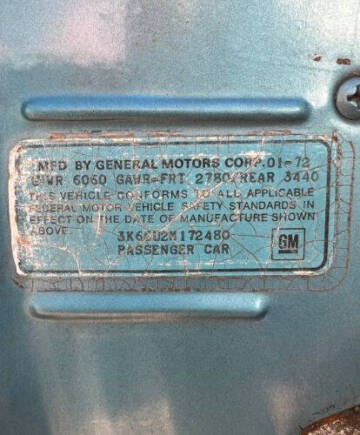 MFD BY GENERAL MOTORS CORP. 01-72
GVWR 6060 GAWR-FRT 2780 REAR 3440
THIS VEHICLE CONFORMS TO ALL APPLICABLE
FEDERAL MOTOR VEHICLE SAFETY STANDARDS IN
EFFECT ON THE DATE OF MANUFACTURE SHOWN
ABOVE.
3K66U2M172480
PASSENGER CAR
GM